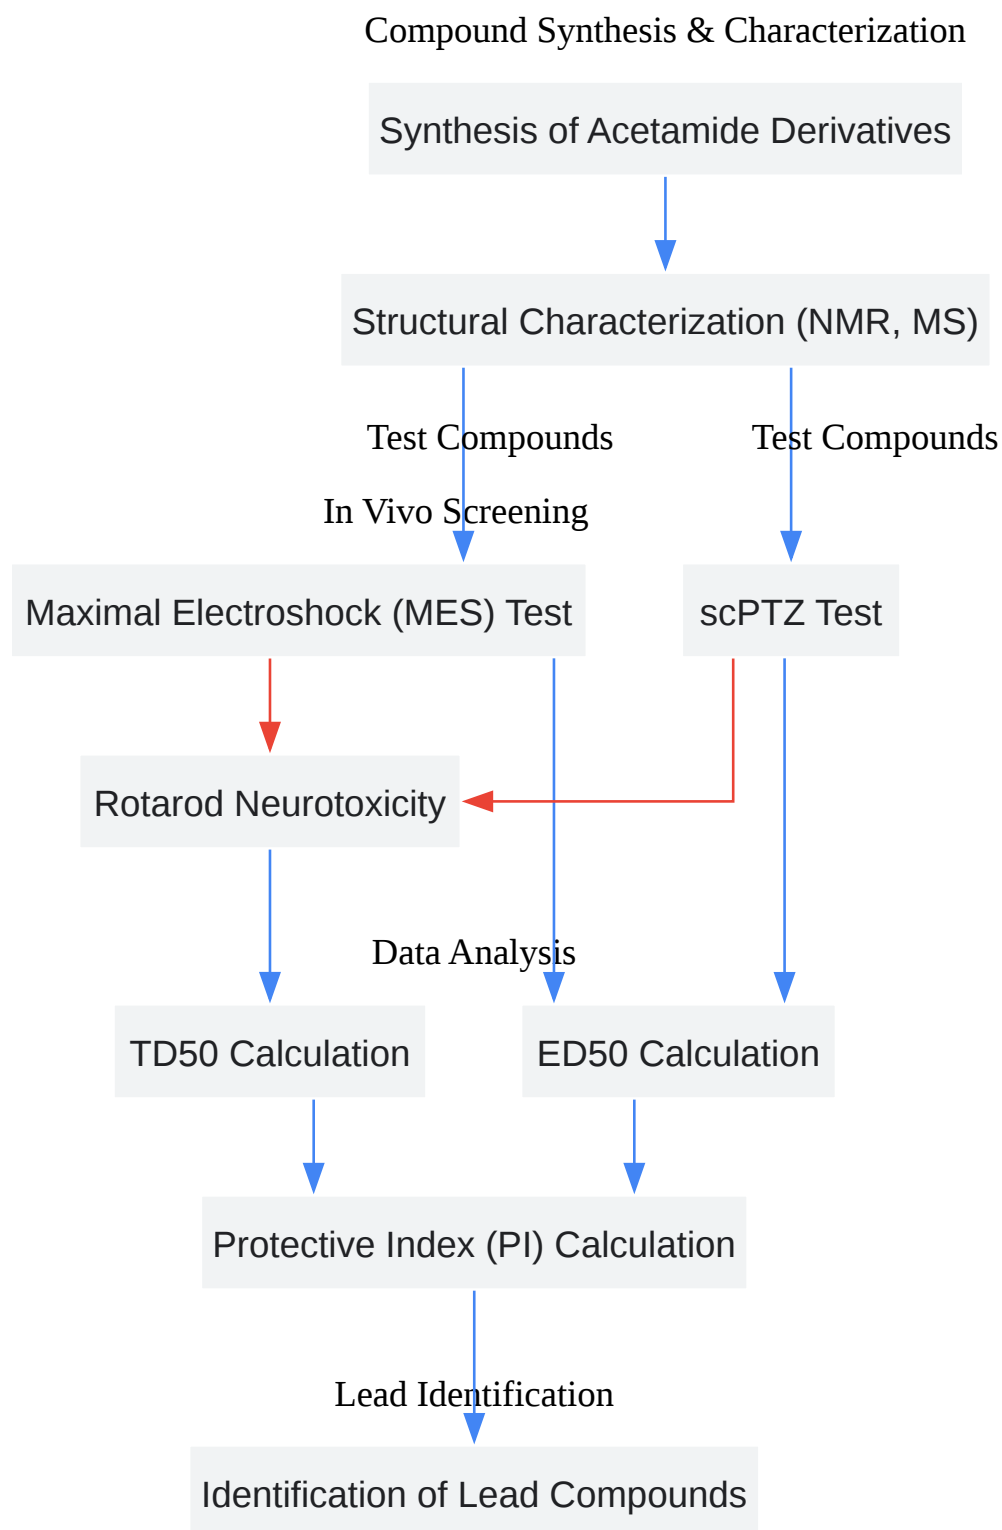 Compound Synthesis & Characterization
Synthesis of Acetamide Derivatives
Structural Characterization (NMR, MS)
Test Compounds
Test Compounds
In Vivo Screening
Maximal Electroshock (MES) Test
scPTZ Test
Rotarod Neurotoxicity
Data Analysis
TD50 Calculation
ED50 Calculation
Protective Index (PI) Calculation
Lead Identification
Identification of Lead Compounds